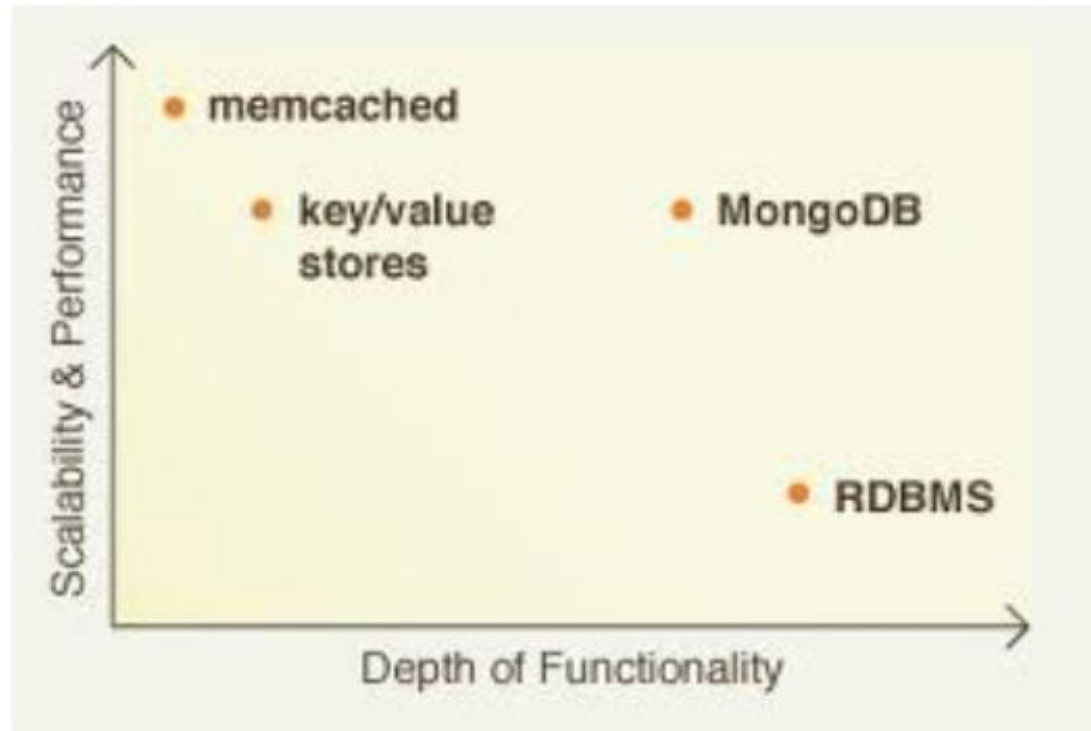 Scalability & Performance
memcached
key/value
stores
MongoDB
RDBMS
Depth of Functionality